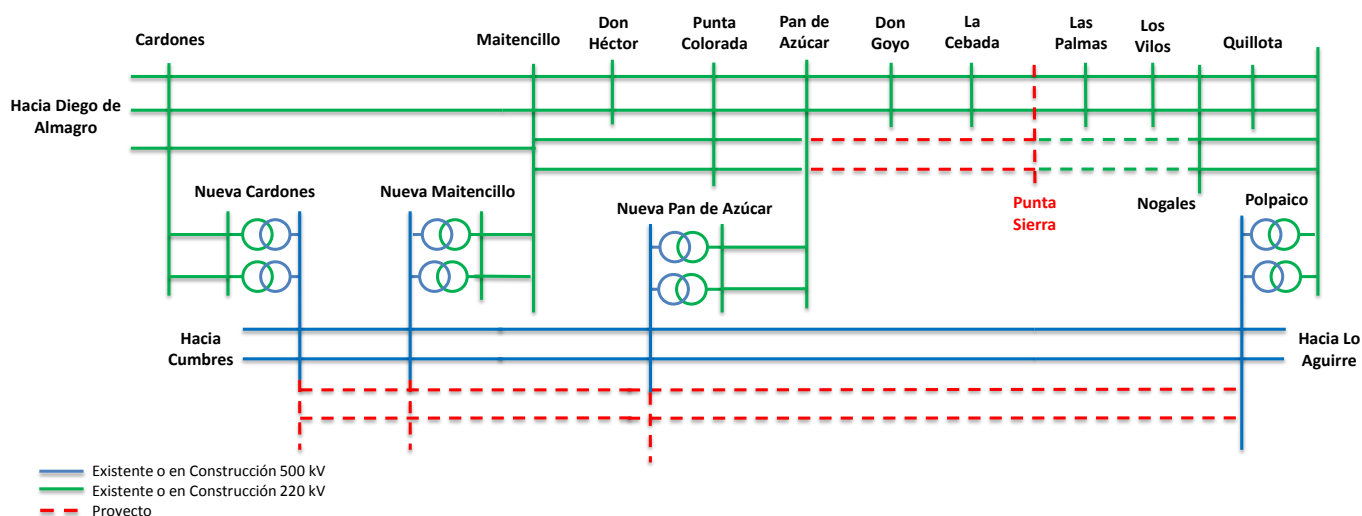 Cardones
Maitencillo
Don
Héctor
Punta
Colorada
Pan de
Azúcar
Don
Goyo
La
Cebada
Las
Palmas
Los
Vilos
Quillota
Hacia Diego de
Almagro
Nueva Cardones
Nueva Maitencillo
Nueva Pan de Azúcar
Punta
Sierra
Nogales
Polpaico
Hacia
Cumbres
Hacia Lo
Aguirre
Existente o en Construcción 500 kV
Existente o en Construcción 220 kV
Proyecto